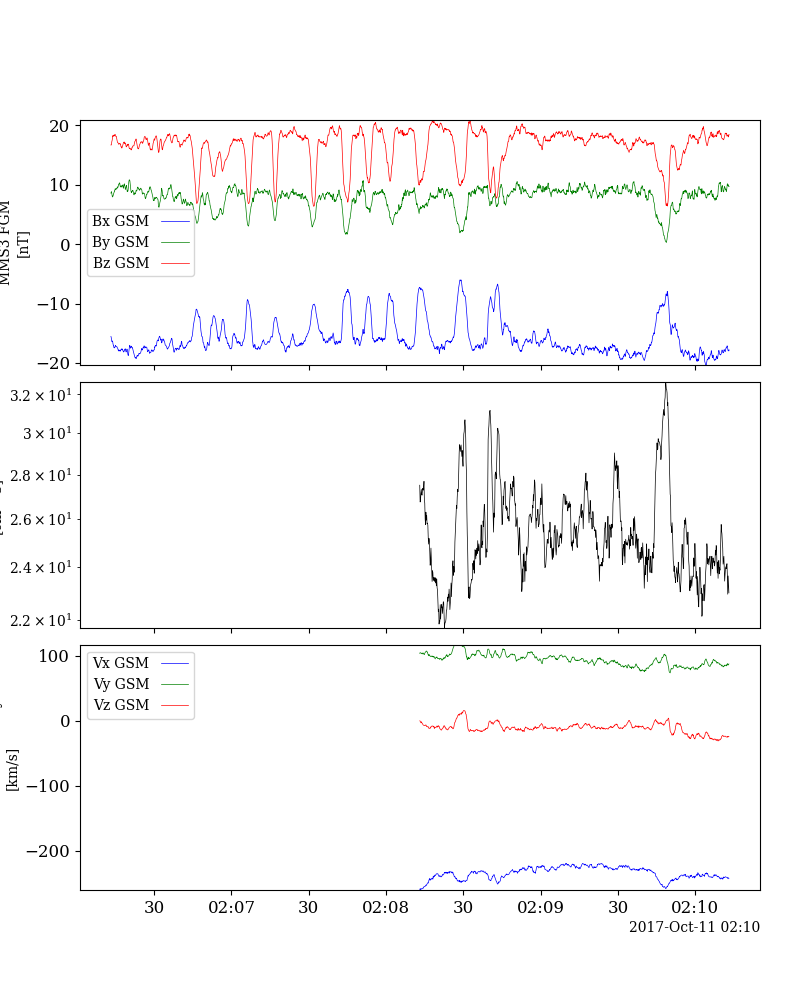 20
10
0
−10
−20
MMS3 FGM
[nT]
Bx GSM
By GSM
Bz GSM
3.2 × 10¹
3 × 10¹
2.8 × 10¹
2.6 × 10¹
2.4 × 10¹
2.2 × 10¹
100
0
−100
−200
[km/s]
Vx GSM
Vy GSM
Vz GSM
30 02:07 30 02:08 30 02:09 30 02:10
2017-Oct-11 02:10